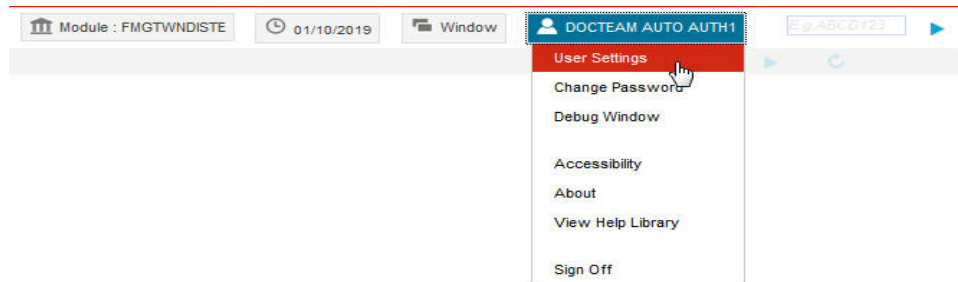 Module : FMGTWNDISTE 01/10/2019 Window DOCTEAM AUTO AUTH1 E.g.ABCD123
User Settings
Change Password
Debug Window
Accessibility
About
View Help Library
Sign Off